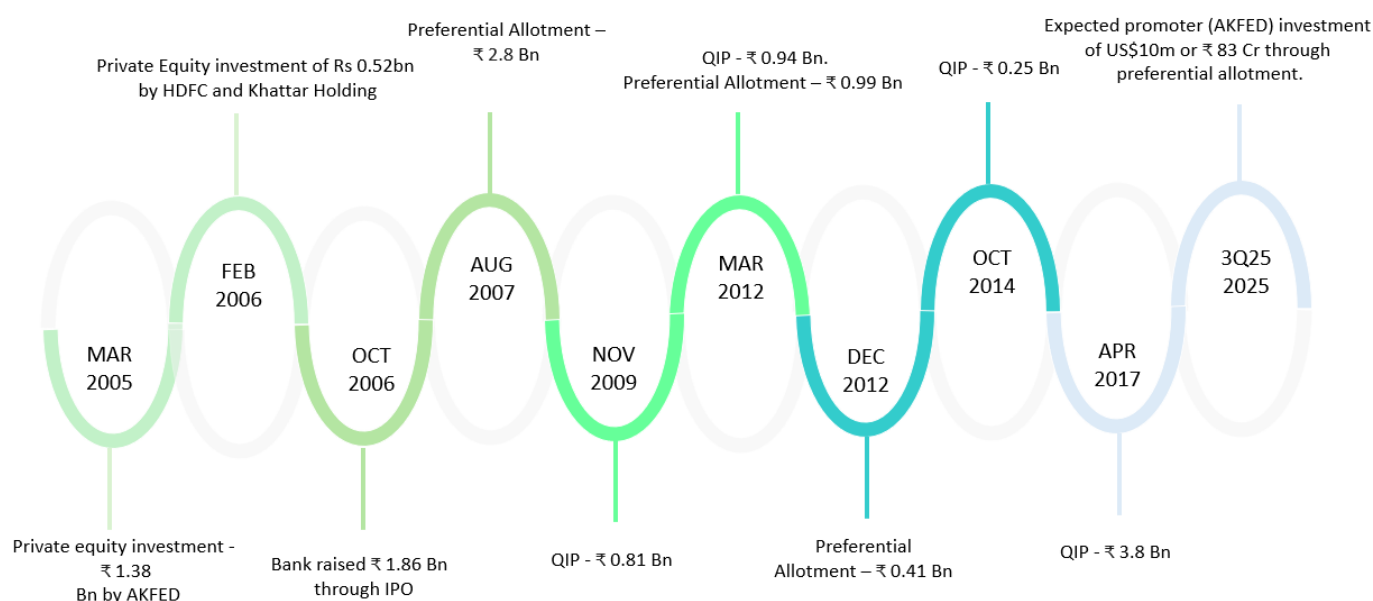 Private equity investment -
₹ 1.38
Bn by AKFED
MAR
2005
Private Equity investment of Rs 0.52bn
by HDFC and Khattar Holding
FEB
2006
OCT
2006
Bank raised ₹ 1.86 Bn
through IPO
Preferential Allotment –
₹ 2.8 Bn
AUG
2007
NOV
2009
QIP - ₹ 0.81 Bn
QIP - ₹ 0.94 Bn.
Preferential Allotment – ₹ 0.99 Bn
MAR
2012
DEC
2012
Preferential
Allotment – ₹ 0.41 Bn
QIP - ₹ 0.25 Bn
OCT
2014
APR
2017
QIP - ₹ 3.8 Bn
Expected promoter (AKFED) investment
of US$10m or ₹ 83 Cr through
preferential allotment.
3Q25
2025